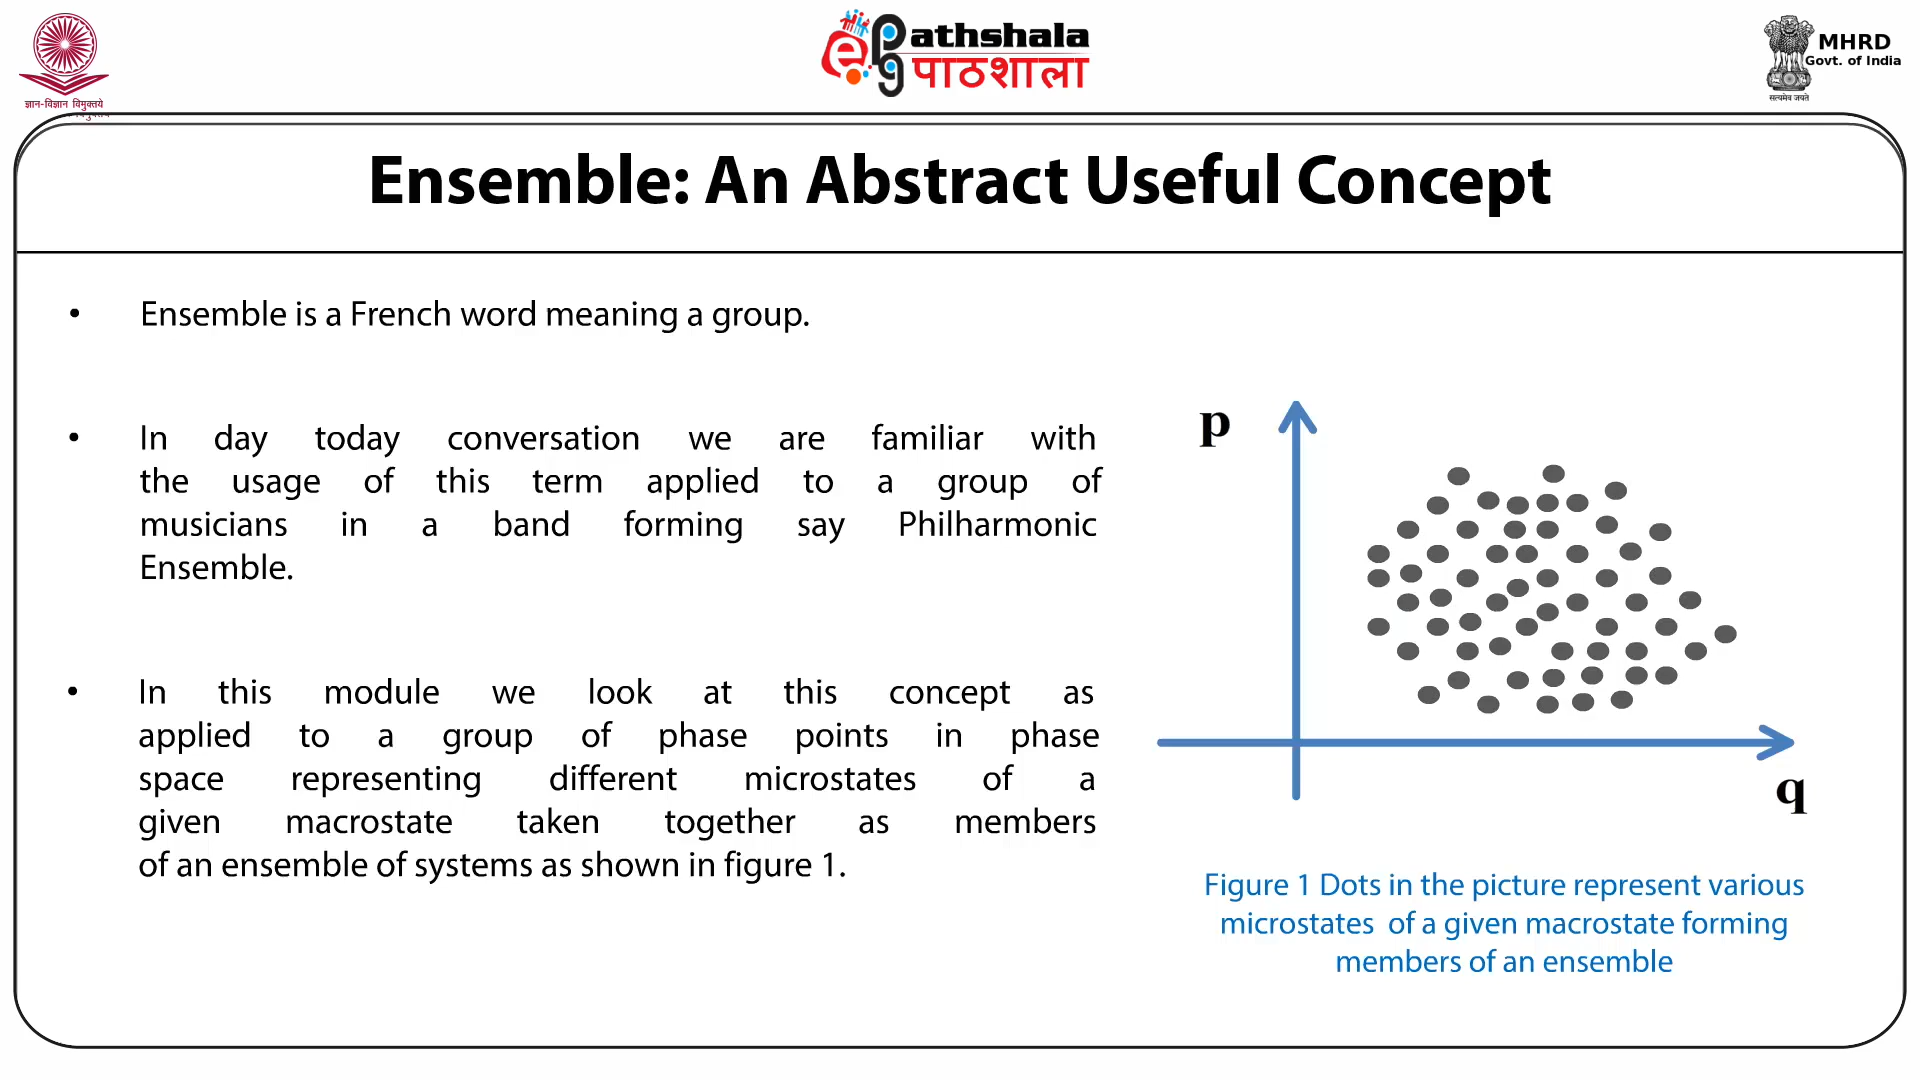 ज्ञान-विज्ञान विमुक्तये
athshala
पाठशाला
MHRD
Govt. of India
सत्यमेव जयते
Ensemble: An Abstract Useful Concept
• Ensemble is a French word meaning a group.
• In day today conversation we are familiar with
the usage of this term applied to a group of
musicians in a band forming say Philharmonic
Ensemble.
• In this module we look at this concept as
applied to a group of phase points in phase
space representing different microstates of a
given macrostate taken together as members
of an ensemble of systems as shown in figure 1.
p
q
Figure 1 Dots in the picture represent various
microstates of a given macrostate forming
members of an ensemble